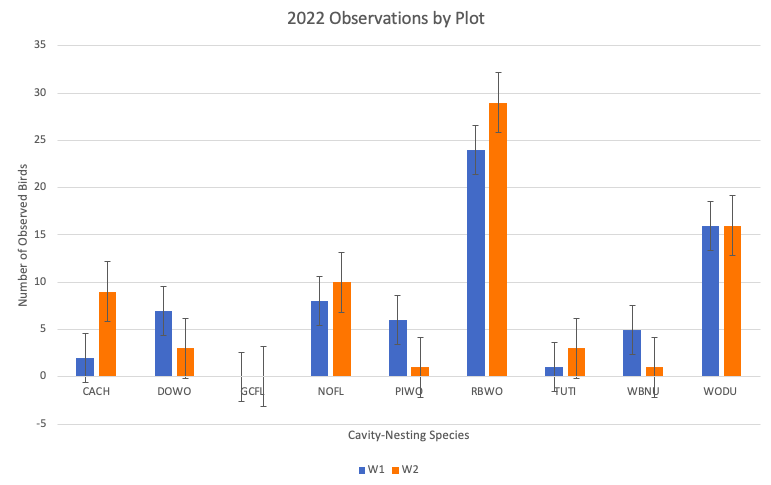 2022 Observations by Plot
35
30
25
20
15
10
5
0
-5
Number of Observed Birds
CACH DOWO GCFL NOFL PIWO RBWO TUTI WBNU WODU
Cavity-Nesting Species
W1 W2